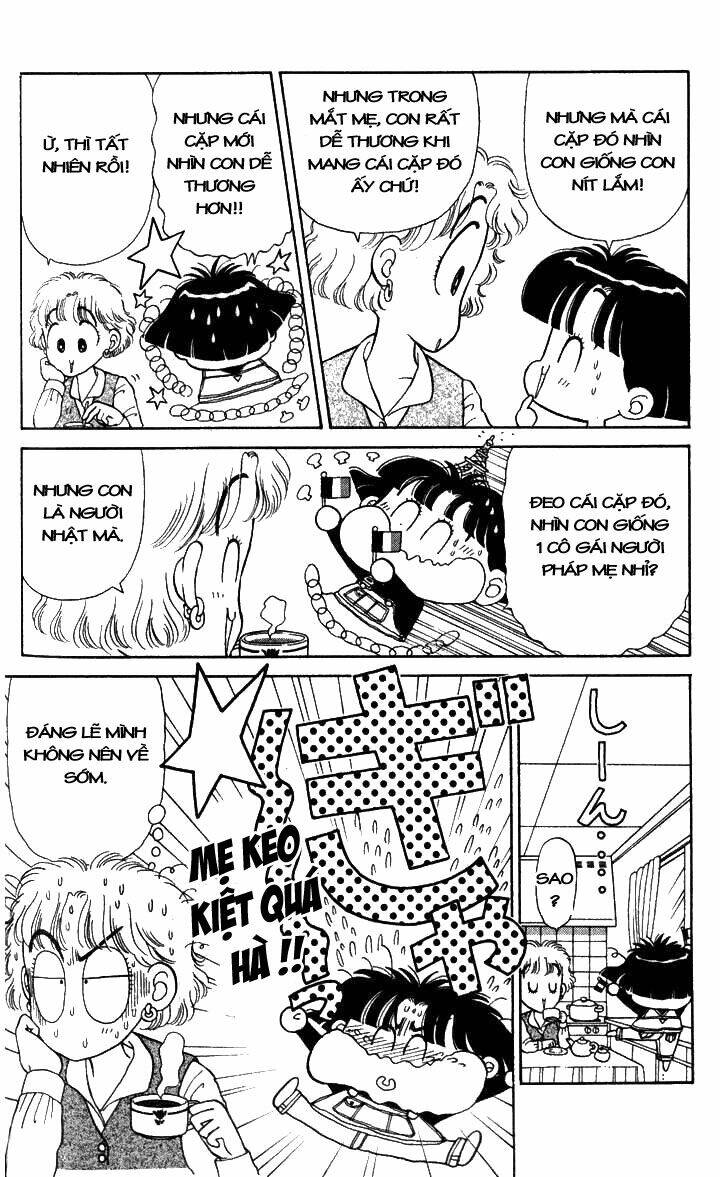 NHƯNG MÀ CÁI
CẶP ĐÓ NHÌN
CON GIỐNG CON
NÍT LẮM!
NHƯNG TRONG
MẮT MẸ, CON RẤT
DỄ THƯƠNG KHI
MANG CÁI CẶP ĐÓ
ẤY CHỨ!
NHƯNG CÁI
CẶP MỚI
NHÌN CON DỄ
THƯƠNG
HƠN!!
Ừ, THÌ TẤT
NHIÊN RỒI!
ĐEO CÁI CẶP ĐÓ,
NHÌN CON GIỐNG
1 CÔ GÁI NGƯỜI
PHÁP MẸ NHỈ?
NHƯNG CON
LÀ NGƯỜI
NHẬT MÀ.
しーん
SAO
?
MẸ KẸO
KIỆT QUÁ
HÀ!!
ĐÁNG LẼ MÌNH
KHÔNG NÊN VỀ
SỚM.